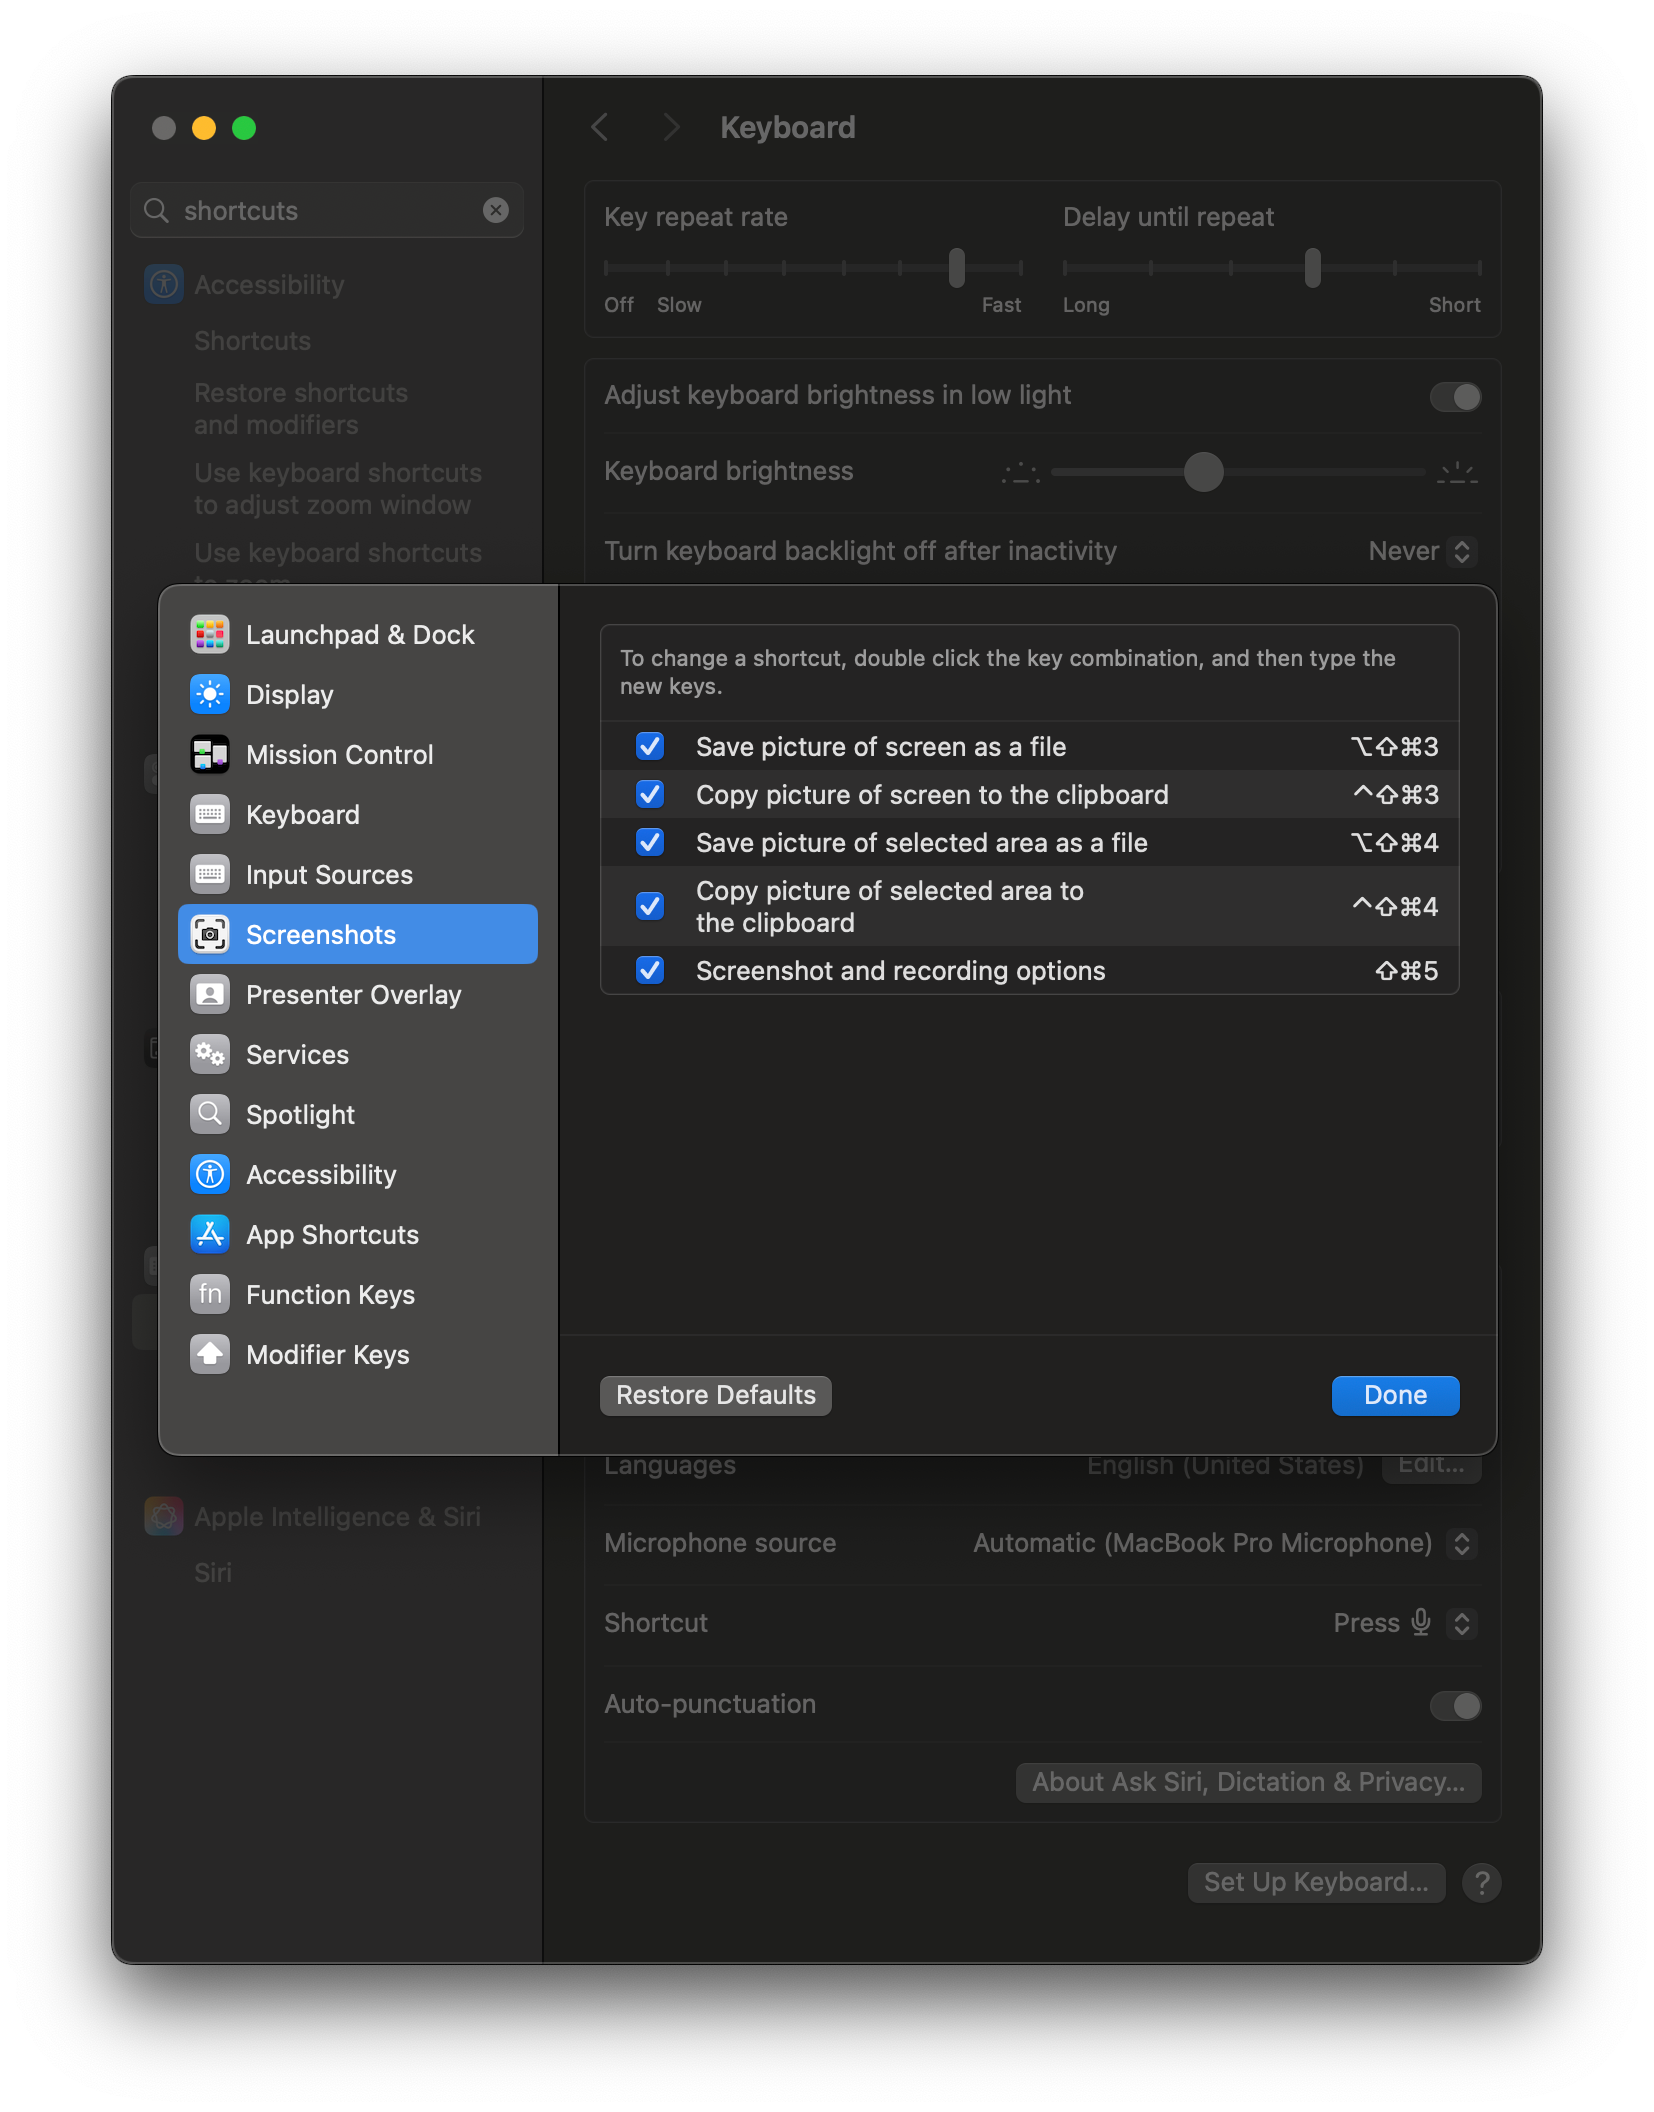 Keyboard
shortcuts
Accessibility
Shortcuts
Restore shortcuts
and modifiers
Use keyboard shortcuts
to adjust zoom window
Use keyboard shortcuts
to zoom
Key repeat rate
Delay until repeat
Off Slow Fast
Long Short
Adjust keyboard brightness in low light
Keyboard brightness
Turn keyboard backlight off after inactivity Never
Launchpad & Dock
Display
Mission Control
Keyboard
Input Sources
Screenshots
Presenter Overlay
Services
Spotlight
Accessibility
App Shortcuts
fn Function Keys
Modifier Keys
To change a shortcut, double click the key combination, and then type the
new keys.
Save picture of screen as a file ⌥⇧⌘3
Copy picture of screen to the clipboard ^⇧⌘3
Save picture of selected area as a file ⌥⇧⌘4
Copy picture of selected area to
the clipboard ^⇧⌘4
Screenshot and recording options ⇧⌘5
Restore Defaults Done
Apple Intelligence & Siri
Siri
Languages English (United States) Edit...
Microphone source Automatic (MacBook Pro Microphone)
Shortcut Press
Auto-punctuation
About Ask Siri, Dictation & Privacy...
Set Up Keyboard... ?